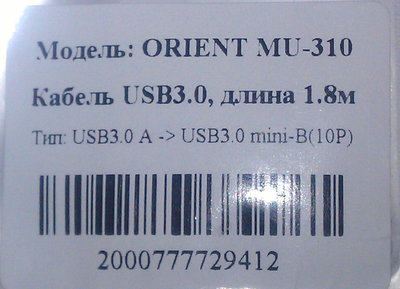 Модель: ORIENT MU-310
Кабель USB3.0, длина 1.8м
Тип: USB3.0 A -> USB3.0 mini-B(10P)
2000777729412